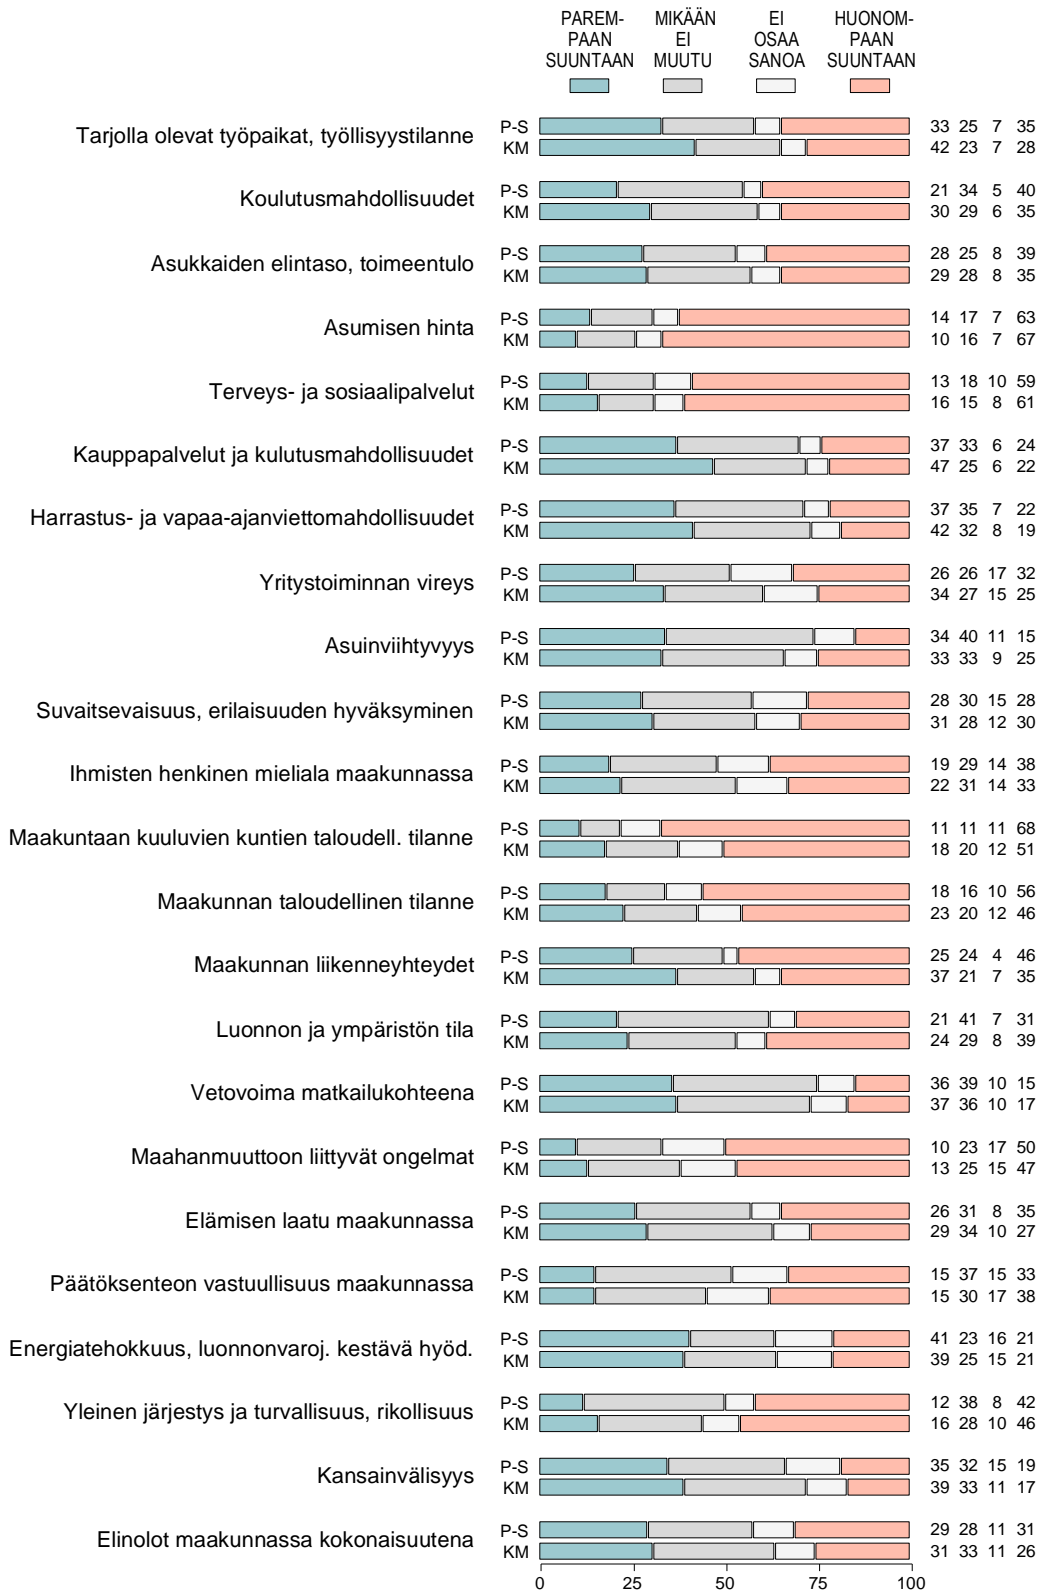 PAREM- MIKÄÄN EI HUONOM-
PAAN EI OSAA PAAN
SUUNTAAN MUUTU SANOA SUUNTAAN
Tarjolla olevat työpaikat, työllisyystilanne
P-S 33 25 7 35
KM 42 23 7 28
Koulutusmahdollisuudet
P-S 21 34 5 40
KM 30 29 6 35
Asukkaiden elintaso, toimeentulo
P-S 28 25 8 39
KM 29 28 8 35
Asumisen hinta
P-S 14 17 7 63
KM 10 16 7 67
Terveys- ja sosiaalipalvelut
P-S 13 18 10 59
KM 16 15 8 61
Kauppapalvelut ja kulutusmahdollisuudet
P-S 37 33 6 24
KM 47 25 6 22
Harrastus- ja vapaa-ajanviettomahdollisuudet
P-S 37 35 7 22
KM 42 32 8 19
Yritystoiminnan vireys
P-S 26 26 17 32
KM 34 27 15 25
Asuinviihtyvyys
P-S 34 40 11 15
KM 33 33 9 25
Suvaitsevaisuus, erilaisuuden hyväksyminen
P-S 28 30 15 28
KM 31 28 12 30
Ihmisten henkinen mieliala maakunnassa
P-S 19 29 14 38
KM 22 31 14 33
Maakuntaan kuuluvien kuntien taloudell. tilanne
P-S 11 11 11 68
KM 18 20 12 51
Maakunnan taloudellinen tilanne
P-S 18 16 10 56
KM 23 20 12 46
Maakunnan liikenneyhteydet
P-S 25 24 4 46
KM 37 21 7 35
Luonnon ja ympäristön tila
P-S 21 41 7 31
KM 24 29 8 39
Vetovoima matkailukohteena
P-S 36 39 10 15
KM 37 36 10 17
Maahanmuuttoon liittyvät ongelmat
P-S 10 23 17 50
KM 13 25 15 47
Elämisen laatu maakunnassa
P-S 26 31 8 35
KM 29 34 10 27
Päätöksenteon vastuullisuus maakunnassa
P-S 15 37 15 33
KM 15 30 17 38
Energiatehokkuus, luonnonvaroj. kestävä hyöd.
P-S 41 23 16 21
KM 39 25 15 21
Yleinen järjestys ja turvallisuus, rikollisuus
P-S 12 38 8 42
KM 16 28 10 46
Kansainvälisyys
P-S 35 32 15 19
KM 39 33 11 17
Elinolot maakunnassa kokonaisuutena
P-S 29 28 11 31
KM 31 33 11 26
0 25 50 75 100